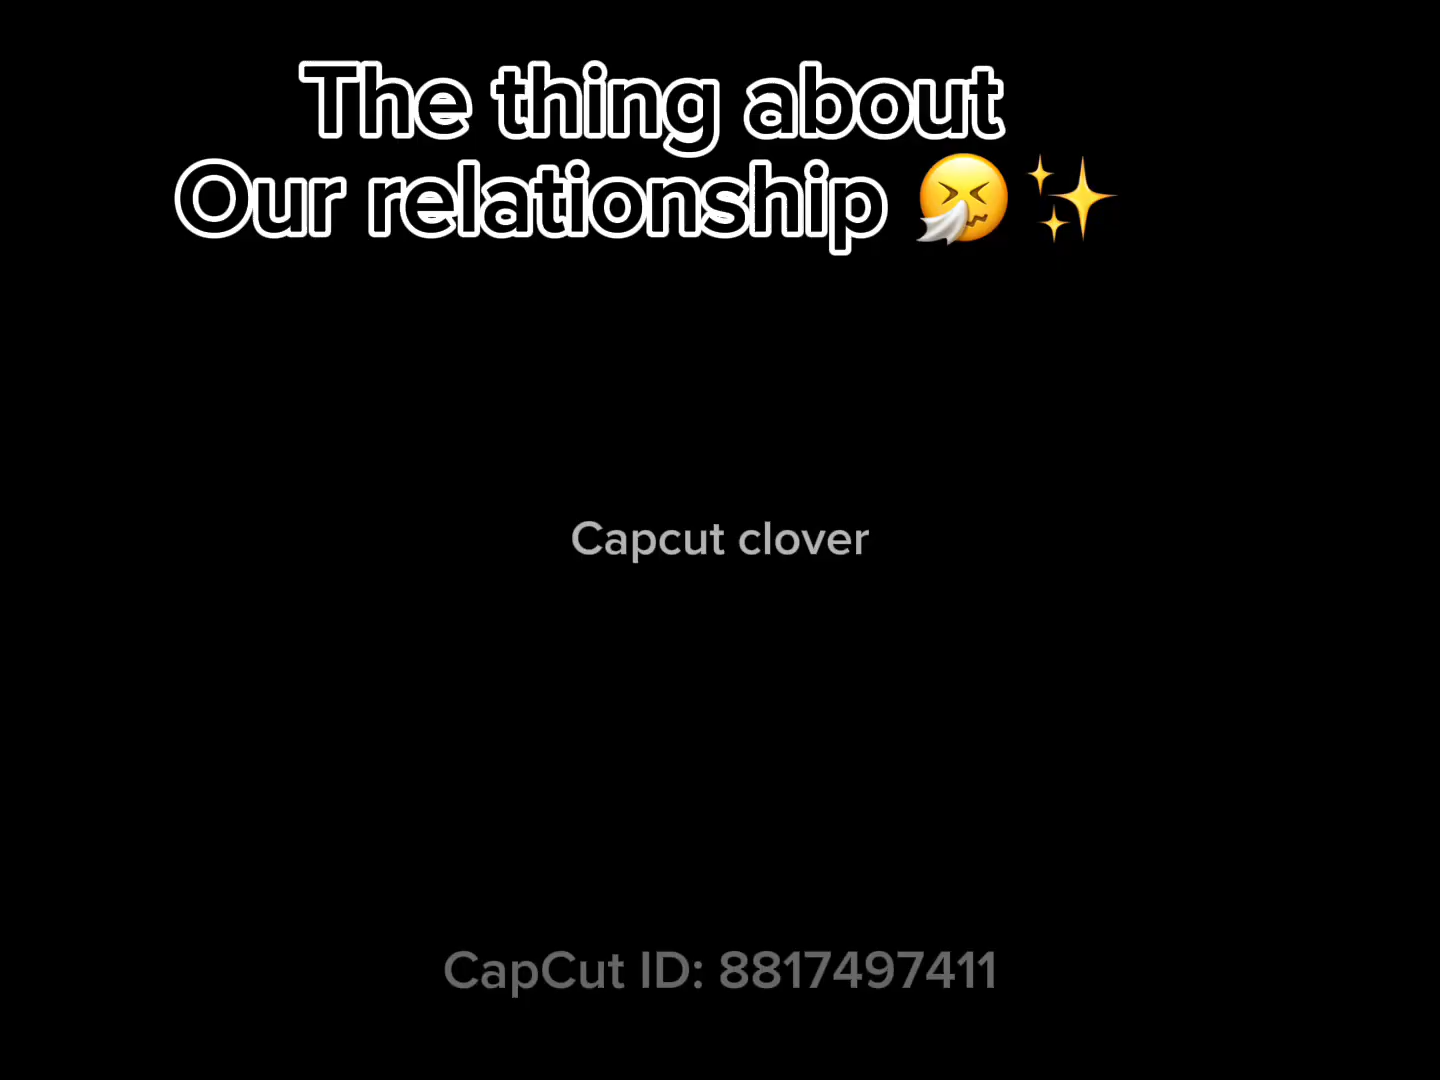 The thing about
Our relationship 🤧✨
Capcut clover
CapCut ID: 8817497411